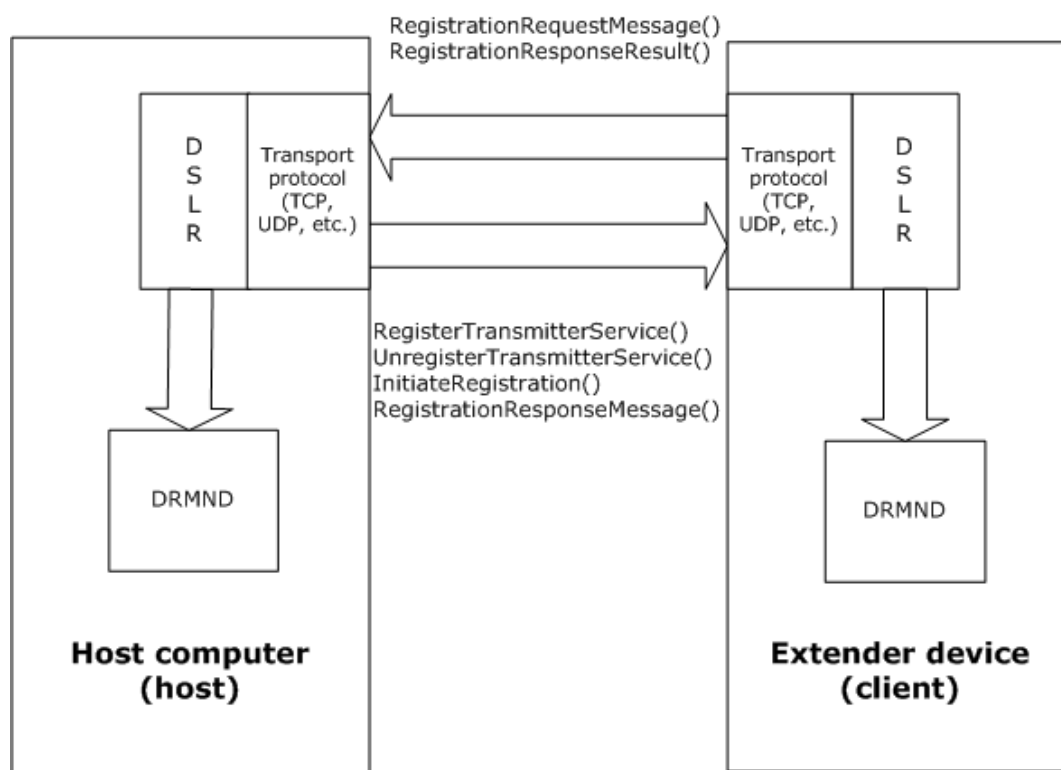 RegistrationRequestMessage()
RegistrationResponseResult()
D
S
L
R
Transport
protocol
(TCP,
UDP, etc.)
Transport
protocol
(TCP,
UDP, etc.)
D
S
L
R
RegisterTransmitterService()
UnregisterTransmitterService()
InitiateRegistration()
RegistrationResponseMessage()
DRMND
DRMND
Host computer
(host)
Extender device
(client)